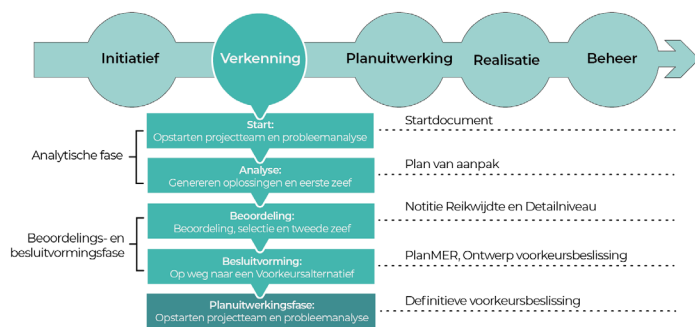 Initiatief
Verkenning
Planuitwerking
Realisatie
Beheer
Start:
Opstarten projectteam en probleemanalyse
Startdocument
Analytische fase
Analyse:
Genereren oplossingen en eerste zeef
Plan van aanpak
Beoordeling:
Beoordeling, selectie en tweede zeef
Notitie Reikwijdte en Detailniveau
Beoordelings- en
besluitvormingsfase
Besluitvorming:
Op weg naar een Voorkeursalternatief
PlanMER, Ontwerp voorkeursbeslissing
Planuitwerkingsfase:
Opstarten projectteam en probleemanalyse
Definitieve voorkeursbeslissing